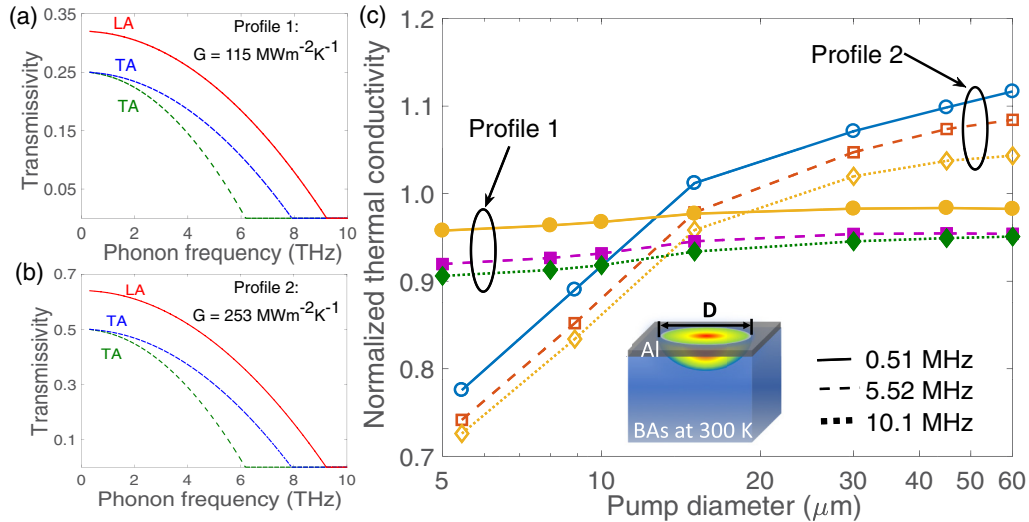 (a)
Transmissivity
0.35
0.25
0.15
0.05
LA
TA
TA
Profile 1:
G = 115 MWm⁻²K⁻¹
0 2 4 6 8 10
Phonon frequency (THz)
(b)
Transmissivity
0.7
0.5
0.3
0.1
LA
TA
TA
Profile 2:
G = 253 MWm⁻²K⁻¹
0 2 4 6 8 10
Phonon frequency (THz)
(c)
Normalized thermal conductivity
1.2
1.1
1.0
0.9
0.8
0.7
Profile 1
Profile 2
D
Al
BAs at 300 K
0.51 MHz
5.52 MHz
10.1 MHz
5 10 20 30 40 50 60
Pump diameter (μm)